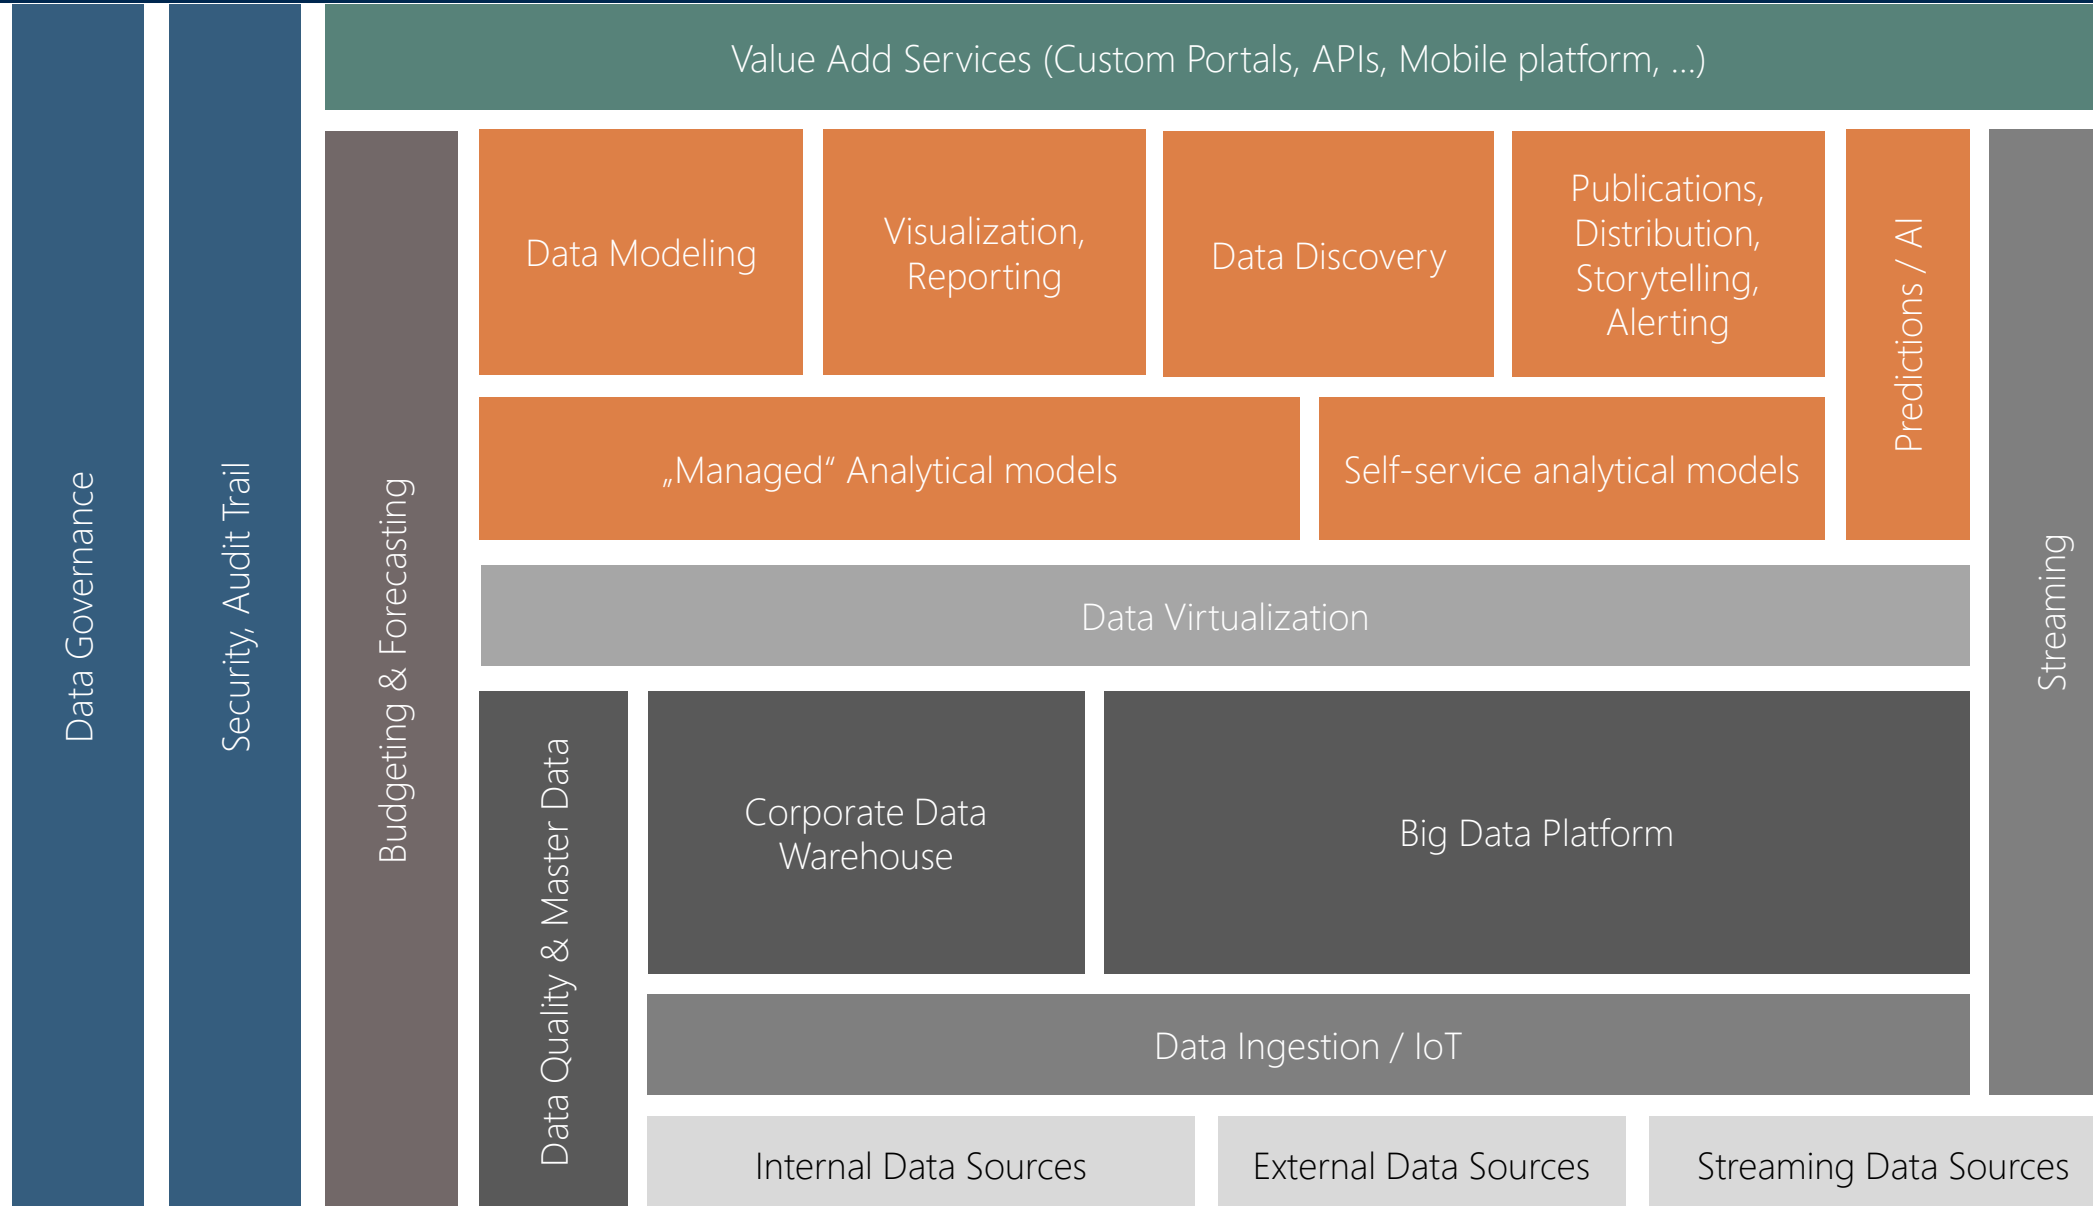 Value Add Services (Custom Portals, APIs, Mobile platform, ...)
Data Governance
Security, Audit Trail
Budgeting & Forecasting
Data Modeling
Visualization,
Reporting
Data Discovery
Publications,
Distribution,
Storytelling,
Alerting
Predictions / AI
Streaming
„Managed“ Analytical models
Self-service analytical models
Data Virtualization
Data Quality & Master Data
Corporate Data
Warehouse
Big Data Platform
Data Ingestion / IoT
Internal Data Sources
External Data Sources
Streaming Data Sources